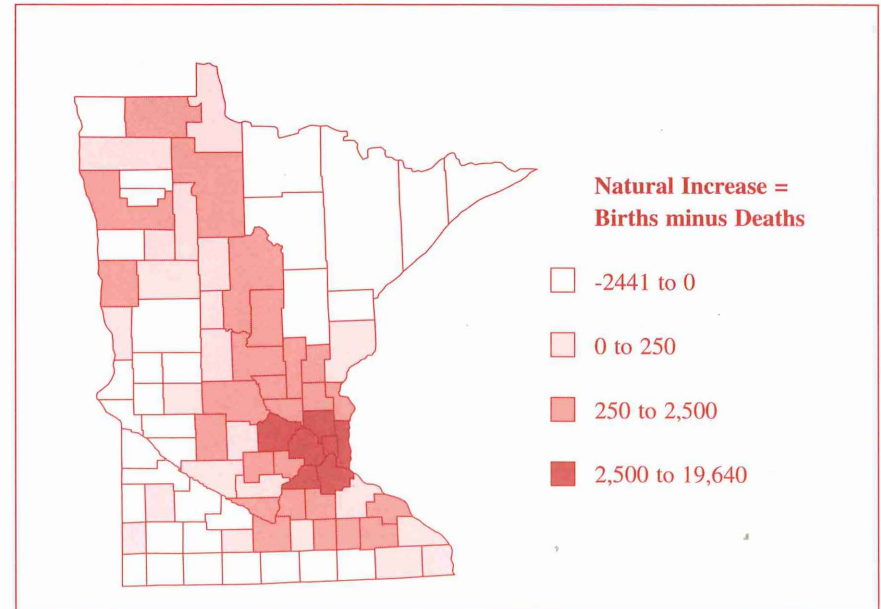 Natural Increase =
Births minus Deaths
-2441 to 0
0 to 250
250 to 2,500
2,500 to 19,640